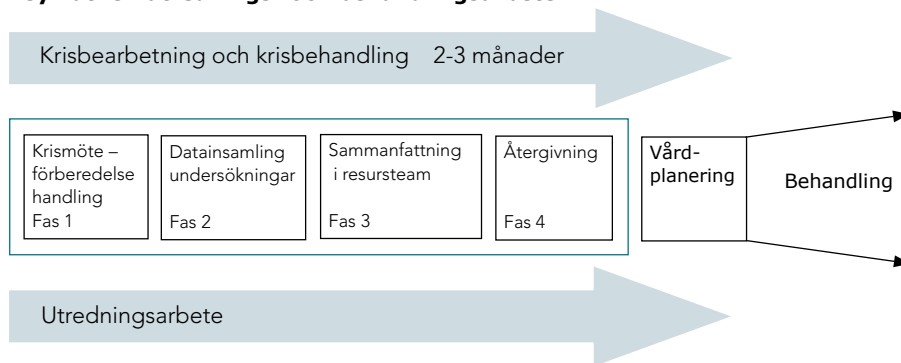 Krisbearbetning och krisbehandling 2-3 månader
Krismöte –
förberedelse
handling
Fas 1
Datainsamling
undersökningar
Fas 2
Sammanfattning
i resursteam
Fas 3
Återgivning
Fas 4
Vård-
planering
Behandling
Utredningsarbete